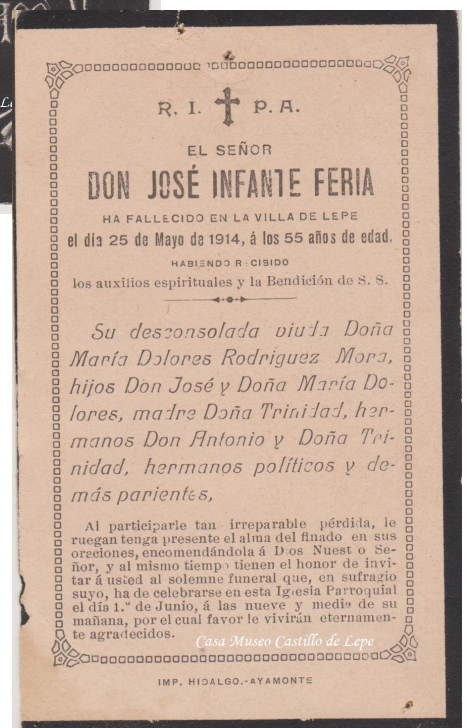 R. I. P. A.
EL SEÑOR
DON JOSÉ INFANTE FERIA
HA FALLECIDO EN LA VILLA DE LEPE
el día 25 de Mayo de 1914, á los 55 años de edad.
HABIENDO RECIBIDO
los auxilios espirituales y la Bendición de S. S.
Su desconsolada viuda Doña
María Dolores Rodriguez Mora,
hijos Don José y Doña María Do-
lores, madre Doña Trinidad, her-
manos Don Antonio y Doña Tri-
nidad, hermanos políticos y de-
más parientes,
Al participarle tan irreparable pérdida, le
ruegan tenga presente el alma del finado en sus
oraciones, encomendándola á Dios Nuest o Se-
ñor, y al mismo tiempo tienen el honor de invi-
tar á usted al solemne funeral que, en sufragio
suyo, ha de celebrarse en esta Iglesia Parroquial
el día 1.º de Junio, á las nueve y media de su
mañana, por el cual favor le vivirán eternamen-
te agradecidos.
Casa Museo Castillo de Lepe
IMP. HIDALGO.-AYAMONTE